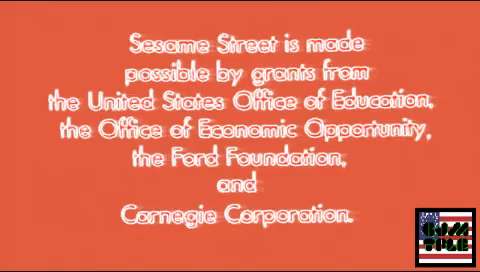 Sesame Street is made
possible by grants from
the United States Office of Education,
the Office of Economic Opportunity,
the Ford Foundation,
and
Carnegie Corporation.